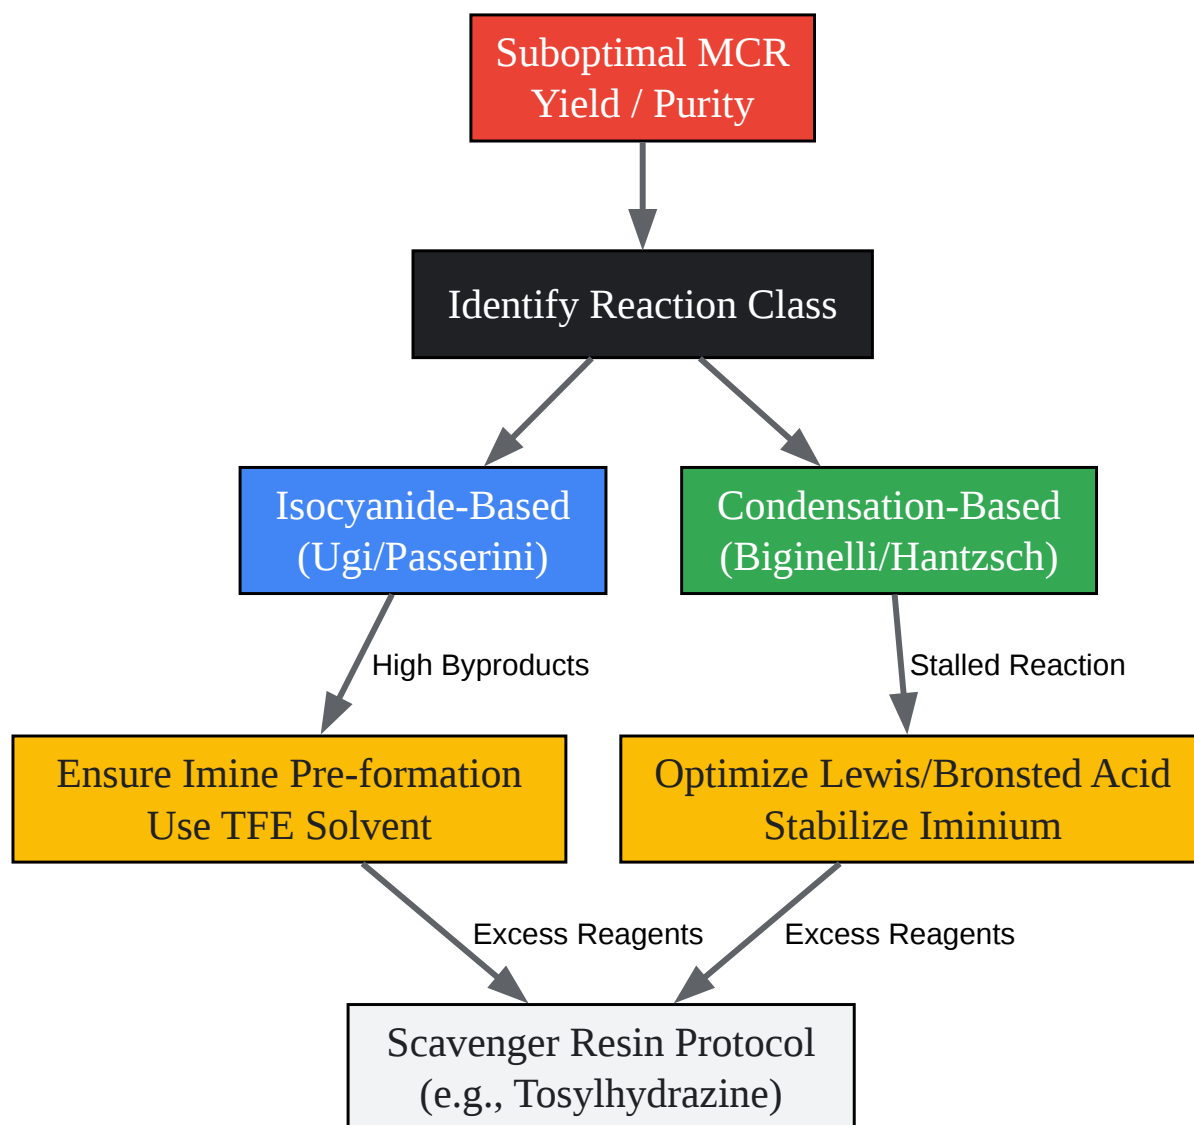 Suboptimal MCR
Yield / Purity
Identify Reaction Class
Isocyanide-Based
(Ugi/Passerini)
Condensation-Based
(Biginelli/Hantzsch)
High Byproducts
Stalled Reaction
Ensure Imine Pre-formation
Use TFE Solvent
Optimize Lewis/Bronsted Acid
Stabilize Iminium
Excess Reagents
Excess Reagents
Scavenger Resin Protocol
(e.g., Tosylhydrazine)